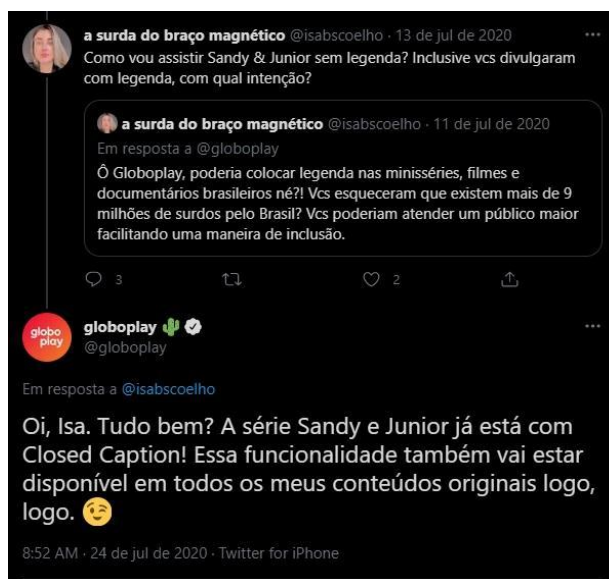 a surda do braço magnético @isabscoelho · 13 de jul de 2020
Como vou assistir Sandy & Junior sem legenda? Inclusive vcs divulgaram
com legenda, com qual intenção?
a surda do braço magnético @isabscoelho · 11 de jul de 2020
Em resposta a @globoplay
Ô Globoplay, poderia colocar legenda nas minisséries, filmes e
documentários brasileiros né?! Vcs esqueceram que existem mais de 9
milhões de surdos pelo Brasil? Vcs poderiam atender um público maior
facilitando uma maneira de inclusão.
3 2
globo
play
globoplay 🌵
@globoplay
Em resposta a @isabscoelho
Oi, Isa. Tudo bem? A série Sandy e Junior já está com
Closed Caption! Essa funcionalidade também vai estar
disponível em todos os meus conteúdos originais logo,
logo. 😉
8:52 AM · 24 de jul de 2020 · Twitter for iPhone